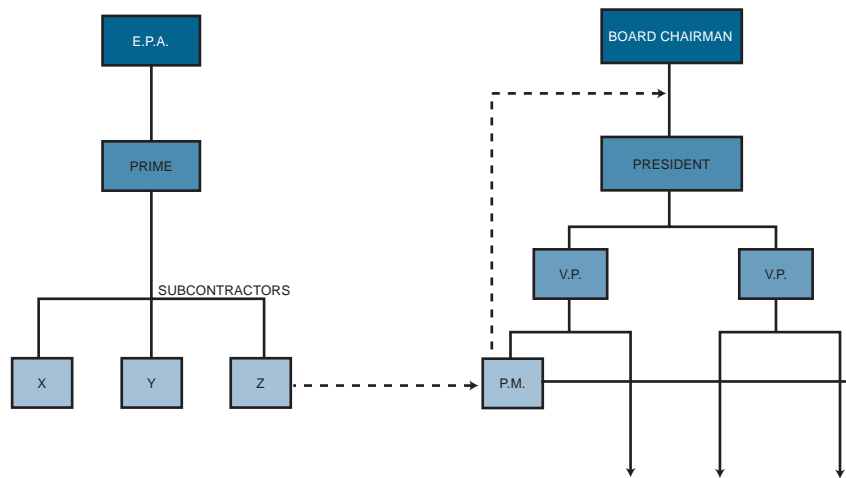 E.P.A.
BOARD CHAIRMAN
PRIME
PRESIDENT
V.P.
V.P.
SUBCONTRACTORS
X
Y
Z
P.M.